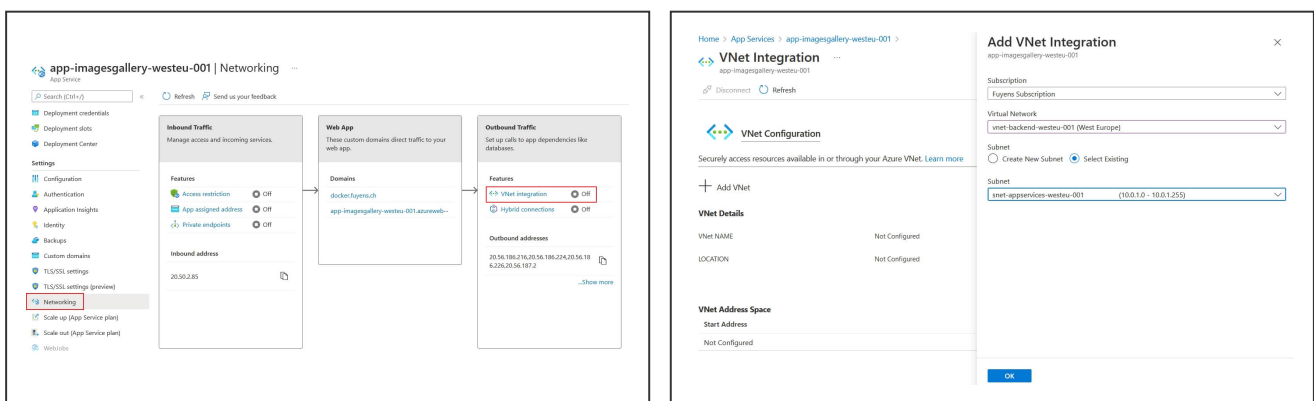 app-imagesgallery-westeu-001 | Networking ...
App Service
Search (Ctrl+/)
«
Refresh
Send us your feedback
Deployment credentials
Deployment slots
Deployment Center
Settings
Configuration
Authentication
Application Insights
Identity
Backups
Custom domains
TLS/SSL settings
TLS/SSL settings (preview)
Networking
Scale up (App Service plan)
Scale out (App Service plan)
WebJobs
Inbound Traffic
Manage access and incoming services.
Features
Access restriction Off
App assigned address Off
Private endpoints Off
Inbound address
20.50.2.85
Web App
These custom domains direct traffic to your
web app.
Domains
docker.fuyens.ch
app-imagesgallery-westeu-001.azureweb--
Outbound Traffic
Set up calls to app dependencies like
databases.
Features
VNet integration Off
Hybrid connections Off
Outbound addresses
20.56.186.216,20.56.186.224,20.56.18
6.226,20.56.187.2
...Show more
Home > App Services > app-imagesgallery-westeu-001 >
VNet Integration ...
app-imagesgallery-westeu-001
Disconnect
Refresh
VNet Configuration
Securely access resources available in or through your Azure VNet. Learn more
Add VNet
VNet Details
VNet NAME Not Configured
LOCATION Not Configured
VNet Address Space
Start Address
Not Configured
Add VNet Integration
app-imagesgallery-westeu-001
Subscription
Fuyens Subscription
Virtual Network
vnet-backend-westeu-001 (West Europe)
Subnet
Create New Subnet Select Existing
Subnet
snet-appservices-westeu-001 (10.0.1.0 - 10.0.1.255)
OK